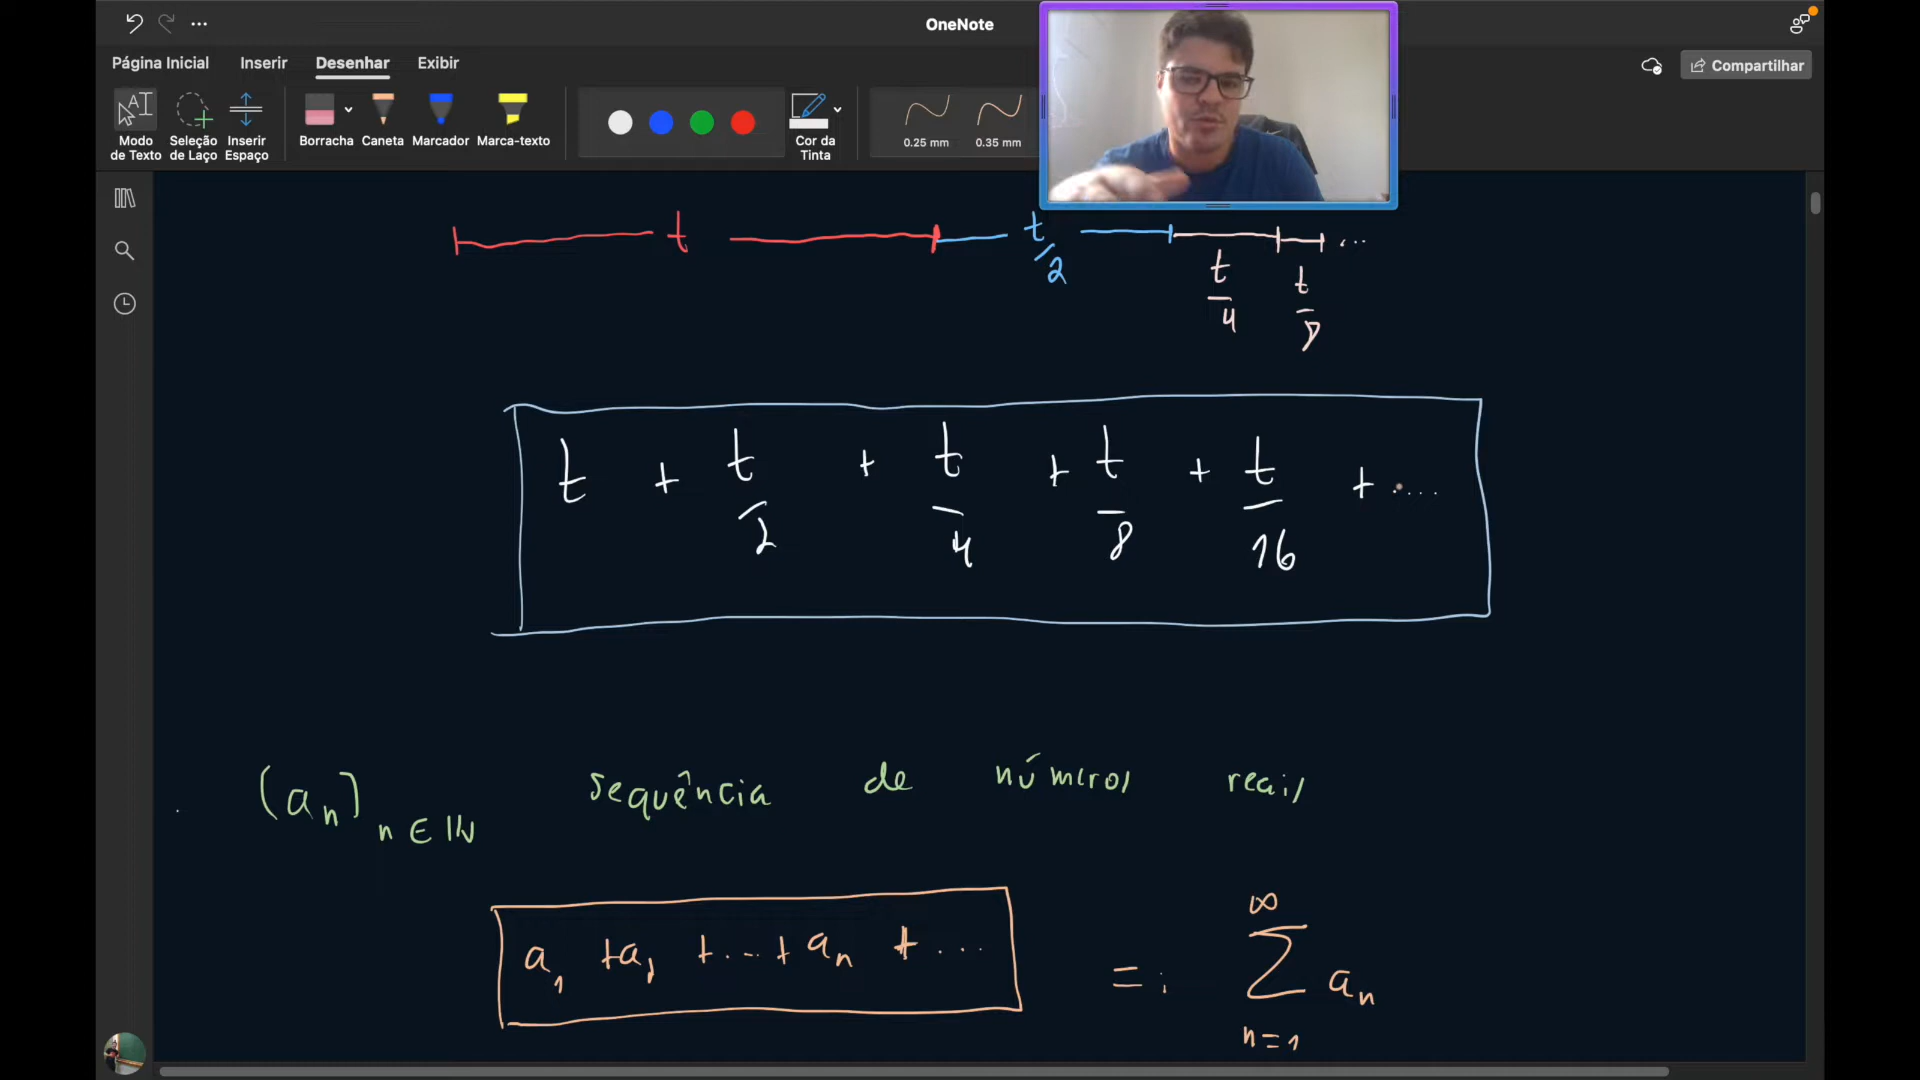 OneNote
Página Inicial Inserir Desenhar Exibir Compartilhar
Modo de Texto Seleção de Laço Inserir Espaço Borracha Caneta Marcador Marca-texto Cor da Tinta 0.25 mm 0.35 mm
t t/2 t/4 t/8 ...
t + t/2 + t/4 + t/8 + t/16 + ....
(aₙ) n ∈ ℕ sequência de números reais
a₁ + a₂ + ... + aₙ + ... =: ∞ Σ n=1 aₙ